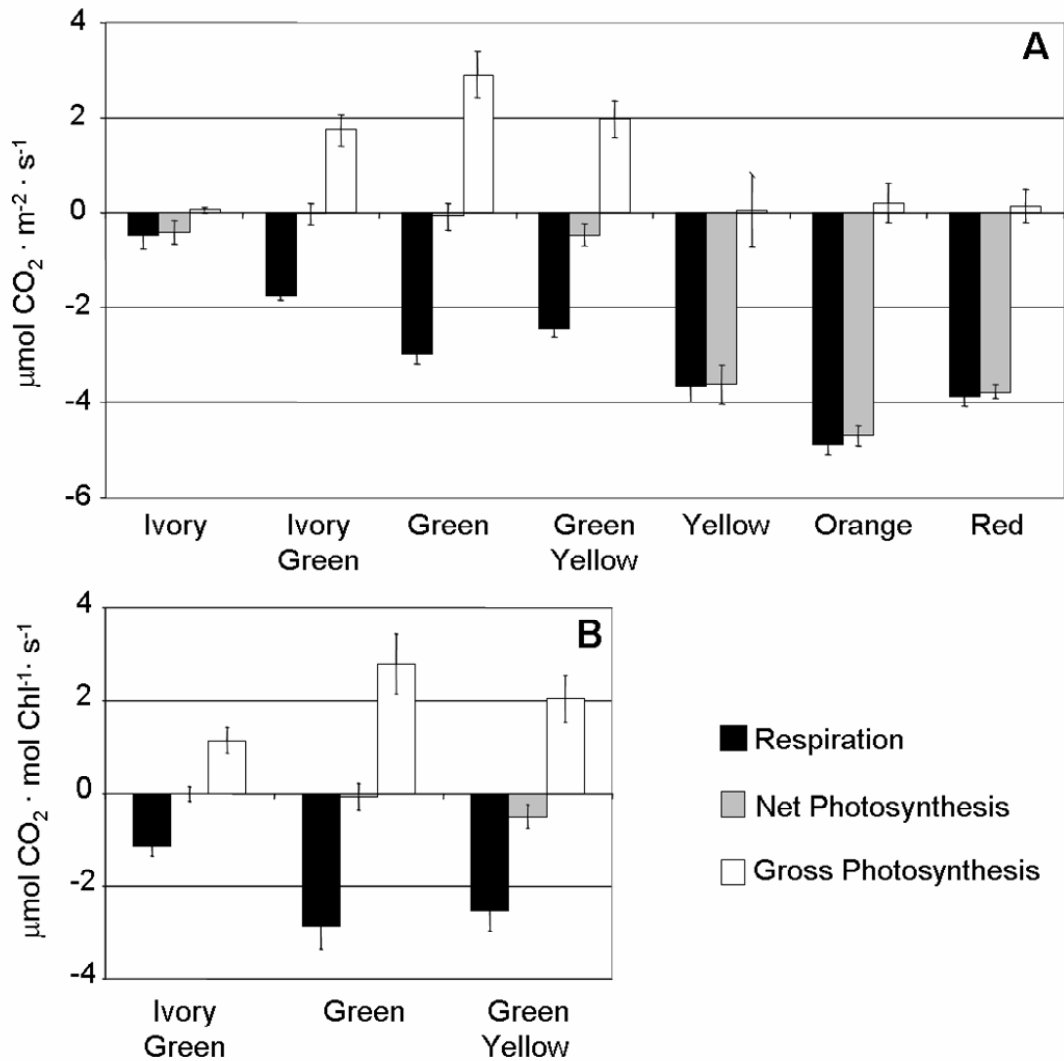 A
4
2
0
-2
-4
-6
µmol CO₂ · m⁻² · s⁻¹
Ivory
Ivory Green
Green
Green Yellow
Yellow
Orange
Red
B
4
2
0
-2
-4
µmol CO₂ · mol Chl⁻¹· s⁻¹
Ivory Green
Green
Green Yellow
Respiration
Net Photosynthesis
Gross Photosynthesis